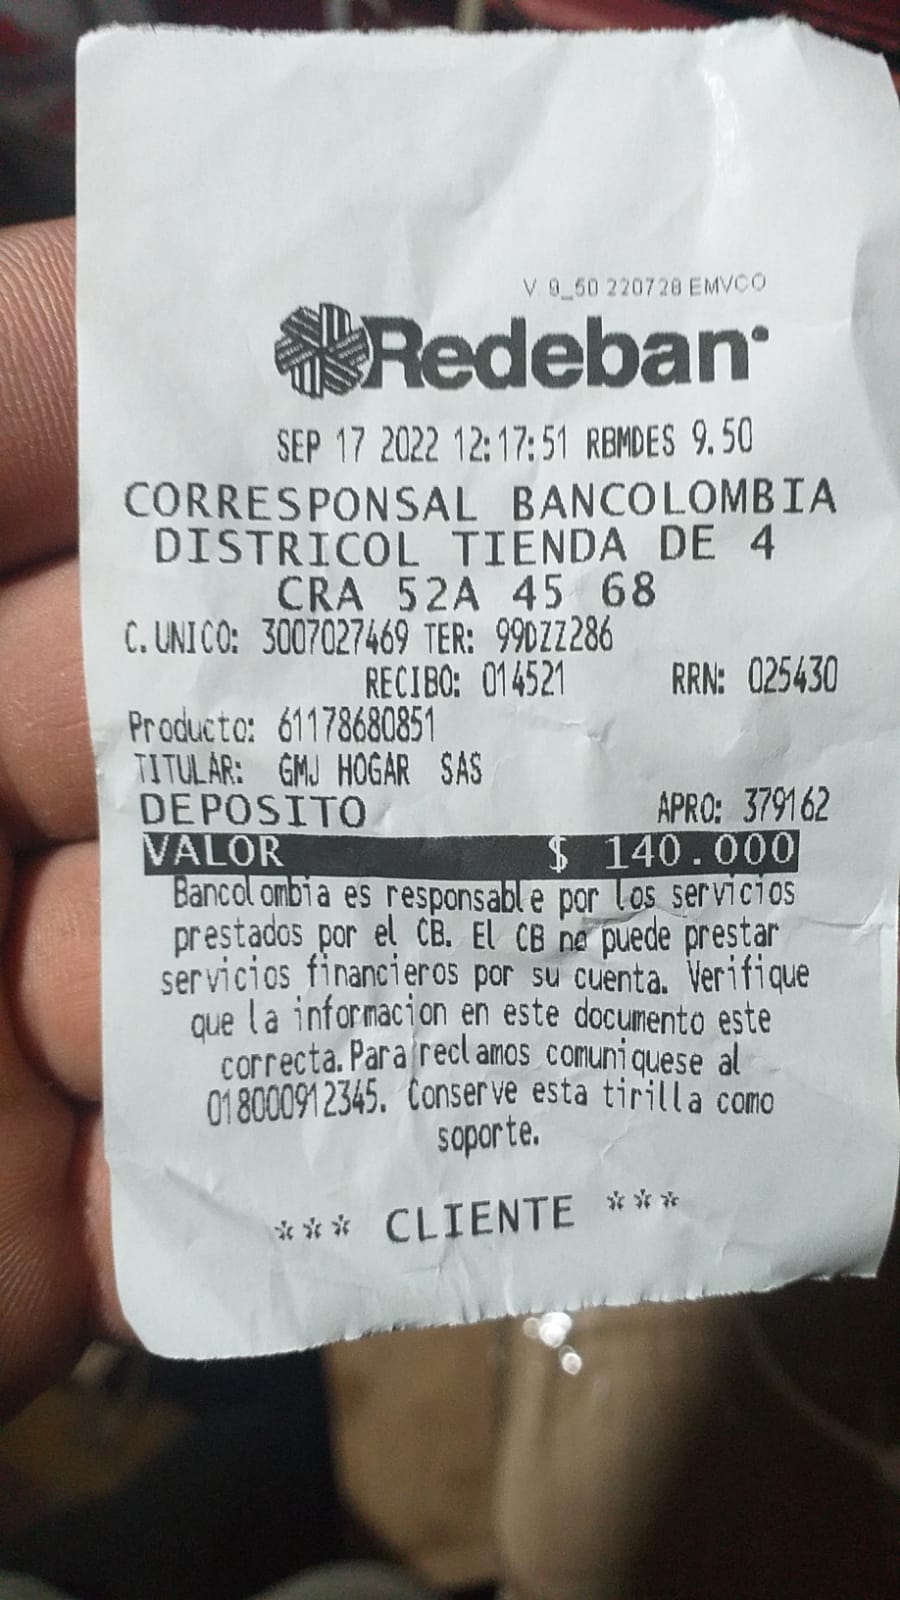 V. 9_50 220728 EMVCO
Redeban
SEP 17 2022 12:17:51 RBMDES 9.50
CORRESPONSAL BANCOLOMBIA
DISTRICOL TIENDA DE 4
CRA 52A 45 68
C. UNICO: 3007027469 TER: 99DZZ286
RECIBO: 014521 RRN: 025430
Producto: 61178680851
TITULAR: GMJ HOGAR SAS
DEPOSITO APRO: 379162
VALOR $ 140.000
Bancolombia es responsable por los servicios
prestados por el CB. El CB no puede prestar
servicios financieros por su cuenta. Verifique
que la informacion en este documento este
correcta. Para reclamos comuniquese al
018000912345. Conserve esta tirilla como
soporte.
*** CLIENTE ***